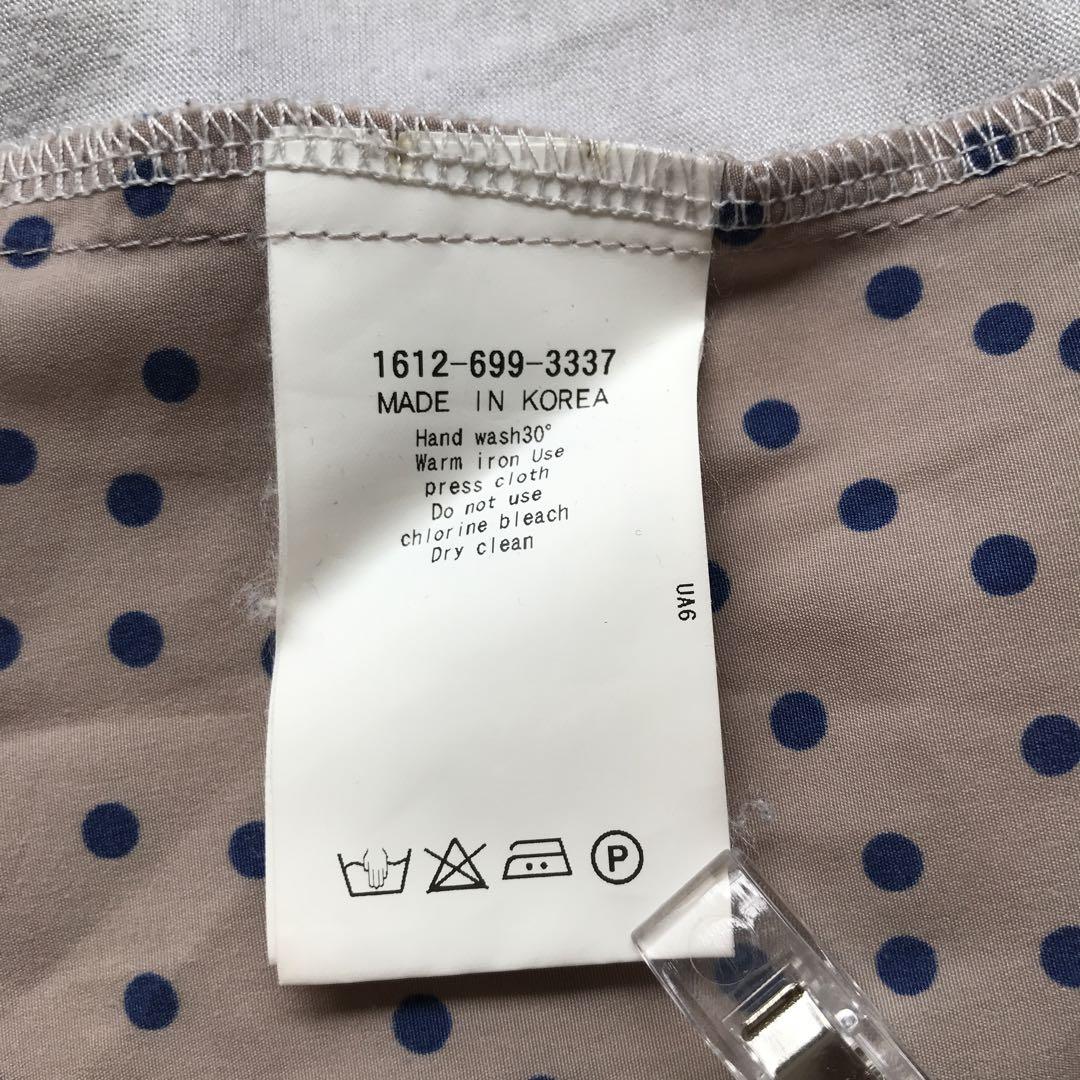 1612-699-3337
MADE IN KOREA
Hand wash30°
Warm iron Use
press cloth
Do not use
chlorine bleach
Dry clean
UA6
P